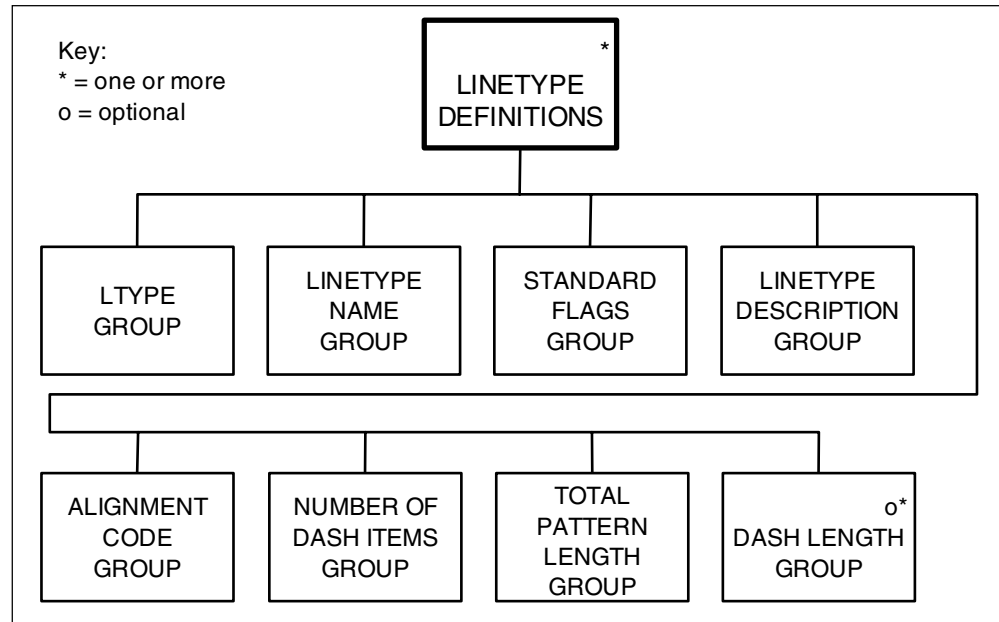 Key:
* = one or more
o = optional
*
LINETYPE
DEFINITIONS
LTYPE
GROUP
LINETYPE
NAME
GROUP
STANDARD
FLAGS
GROUP
LINETYPE
DESCRIPTION
GROUP
ALIGNMENT
CODE
GROUP
NUMBER OF
DASH ITEMS
GROUP
TOTAL
PATTERN
LENGTH
GROUP
o*
DASH LENGTH
GROUP